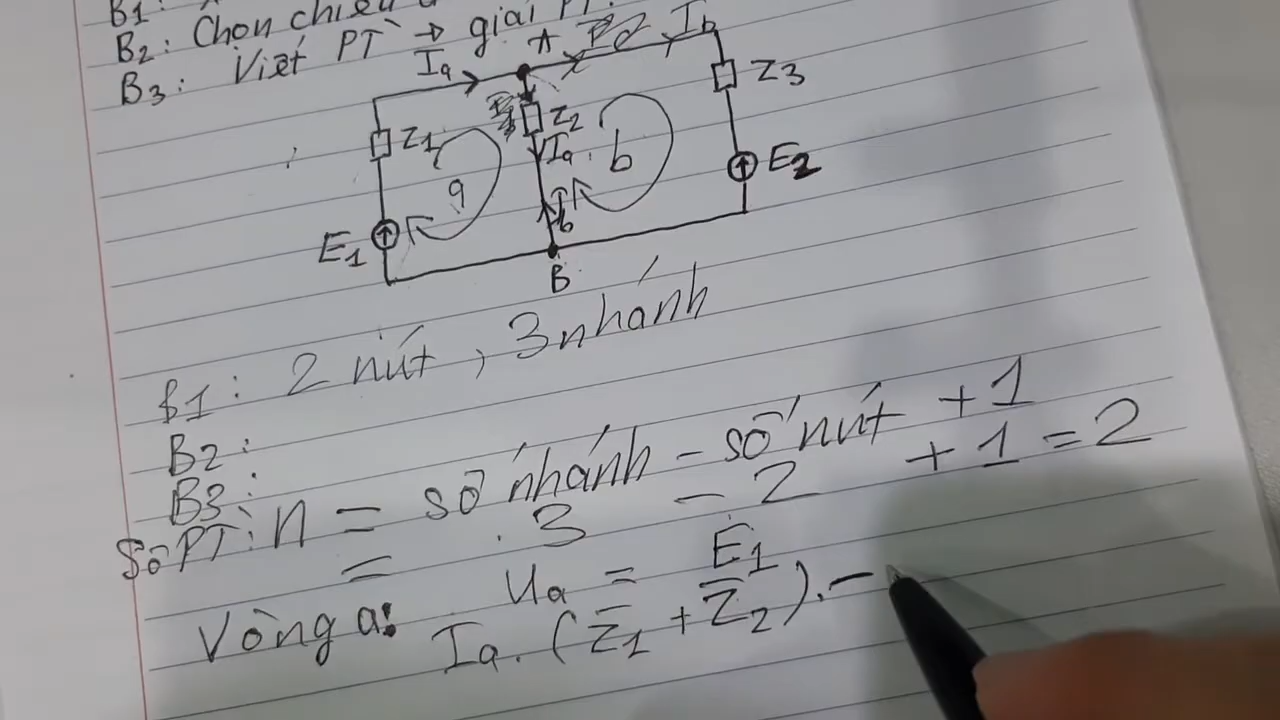 B1:
B2: Chọn chiều
B3: Viết PT → giải PT
Ia A Ib
Z1 Z2 Z3
Ia
a b
E1 Ib E2
B
B1: 2 nút, 3 nhánh
B2:
B3:
Số PT: n = số nhánh - số nút + 1
= 3 - 2 + 1 = 2
Vòng a: Ua = E1
Ia. (Z1 + Z2). -